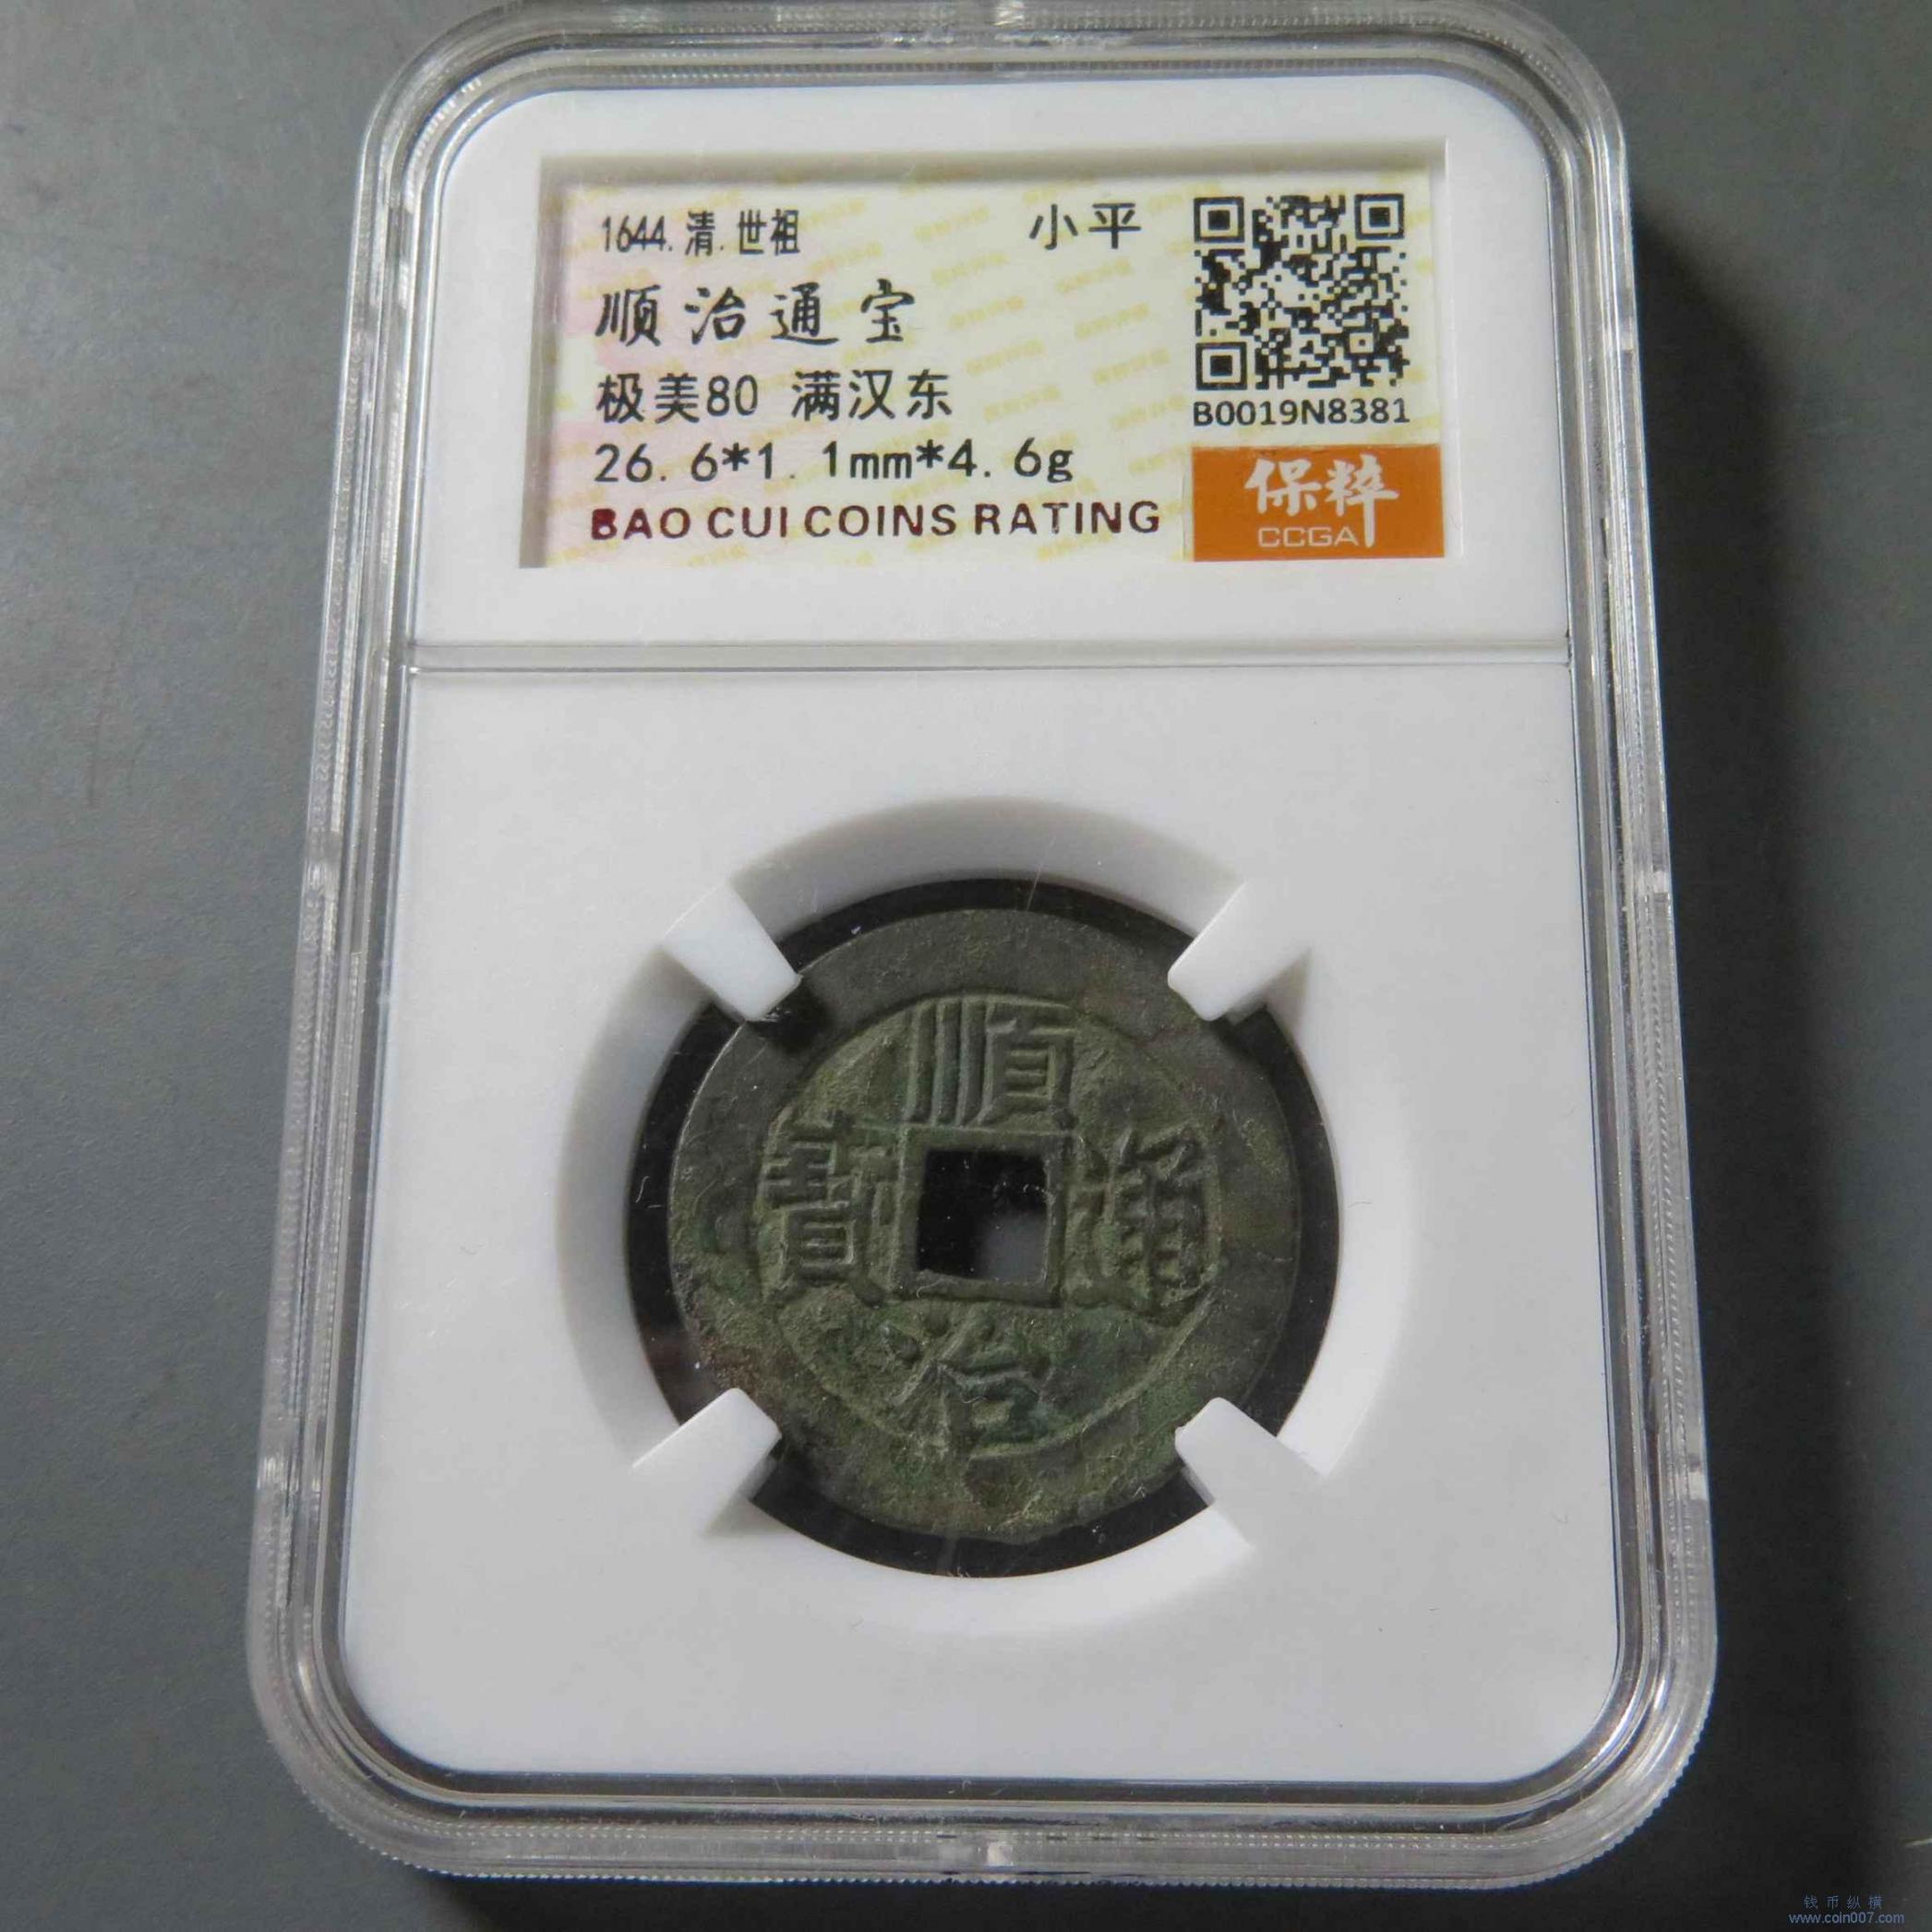 1644.清.世祖 小平
顺治通宝
极美80 满汉东
26.6*1.1mm*4.6g
BAO CUI COINS RATING
B0019N8381
保粹
CCGA
順
寶 通
治
钱币纵横
www.coin007.com